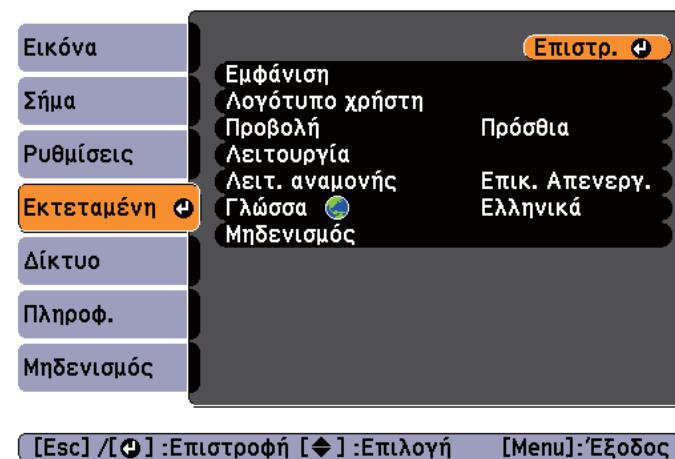 Εικόνα
Σήμα
Ρυθμίσεις
Εκτεταμένη
Δίκτυο
Πληροφ.
Μηδενισμός
Επιστρ.
Εμφάνιση
Λογότυπο χρήστη
Προβολή Πρόσθια
Λειτουργία
Λειτ. αναμονής Επικ. Απενεργ.
Γλώσσα Ελληνικά
Μηδενισμός
[Esc] /[ ] :Επιστροφή [ ] :Επιλογή [Menu]:Έξοδος